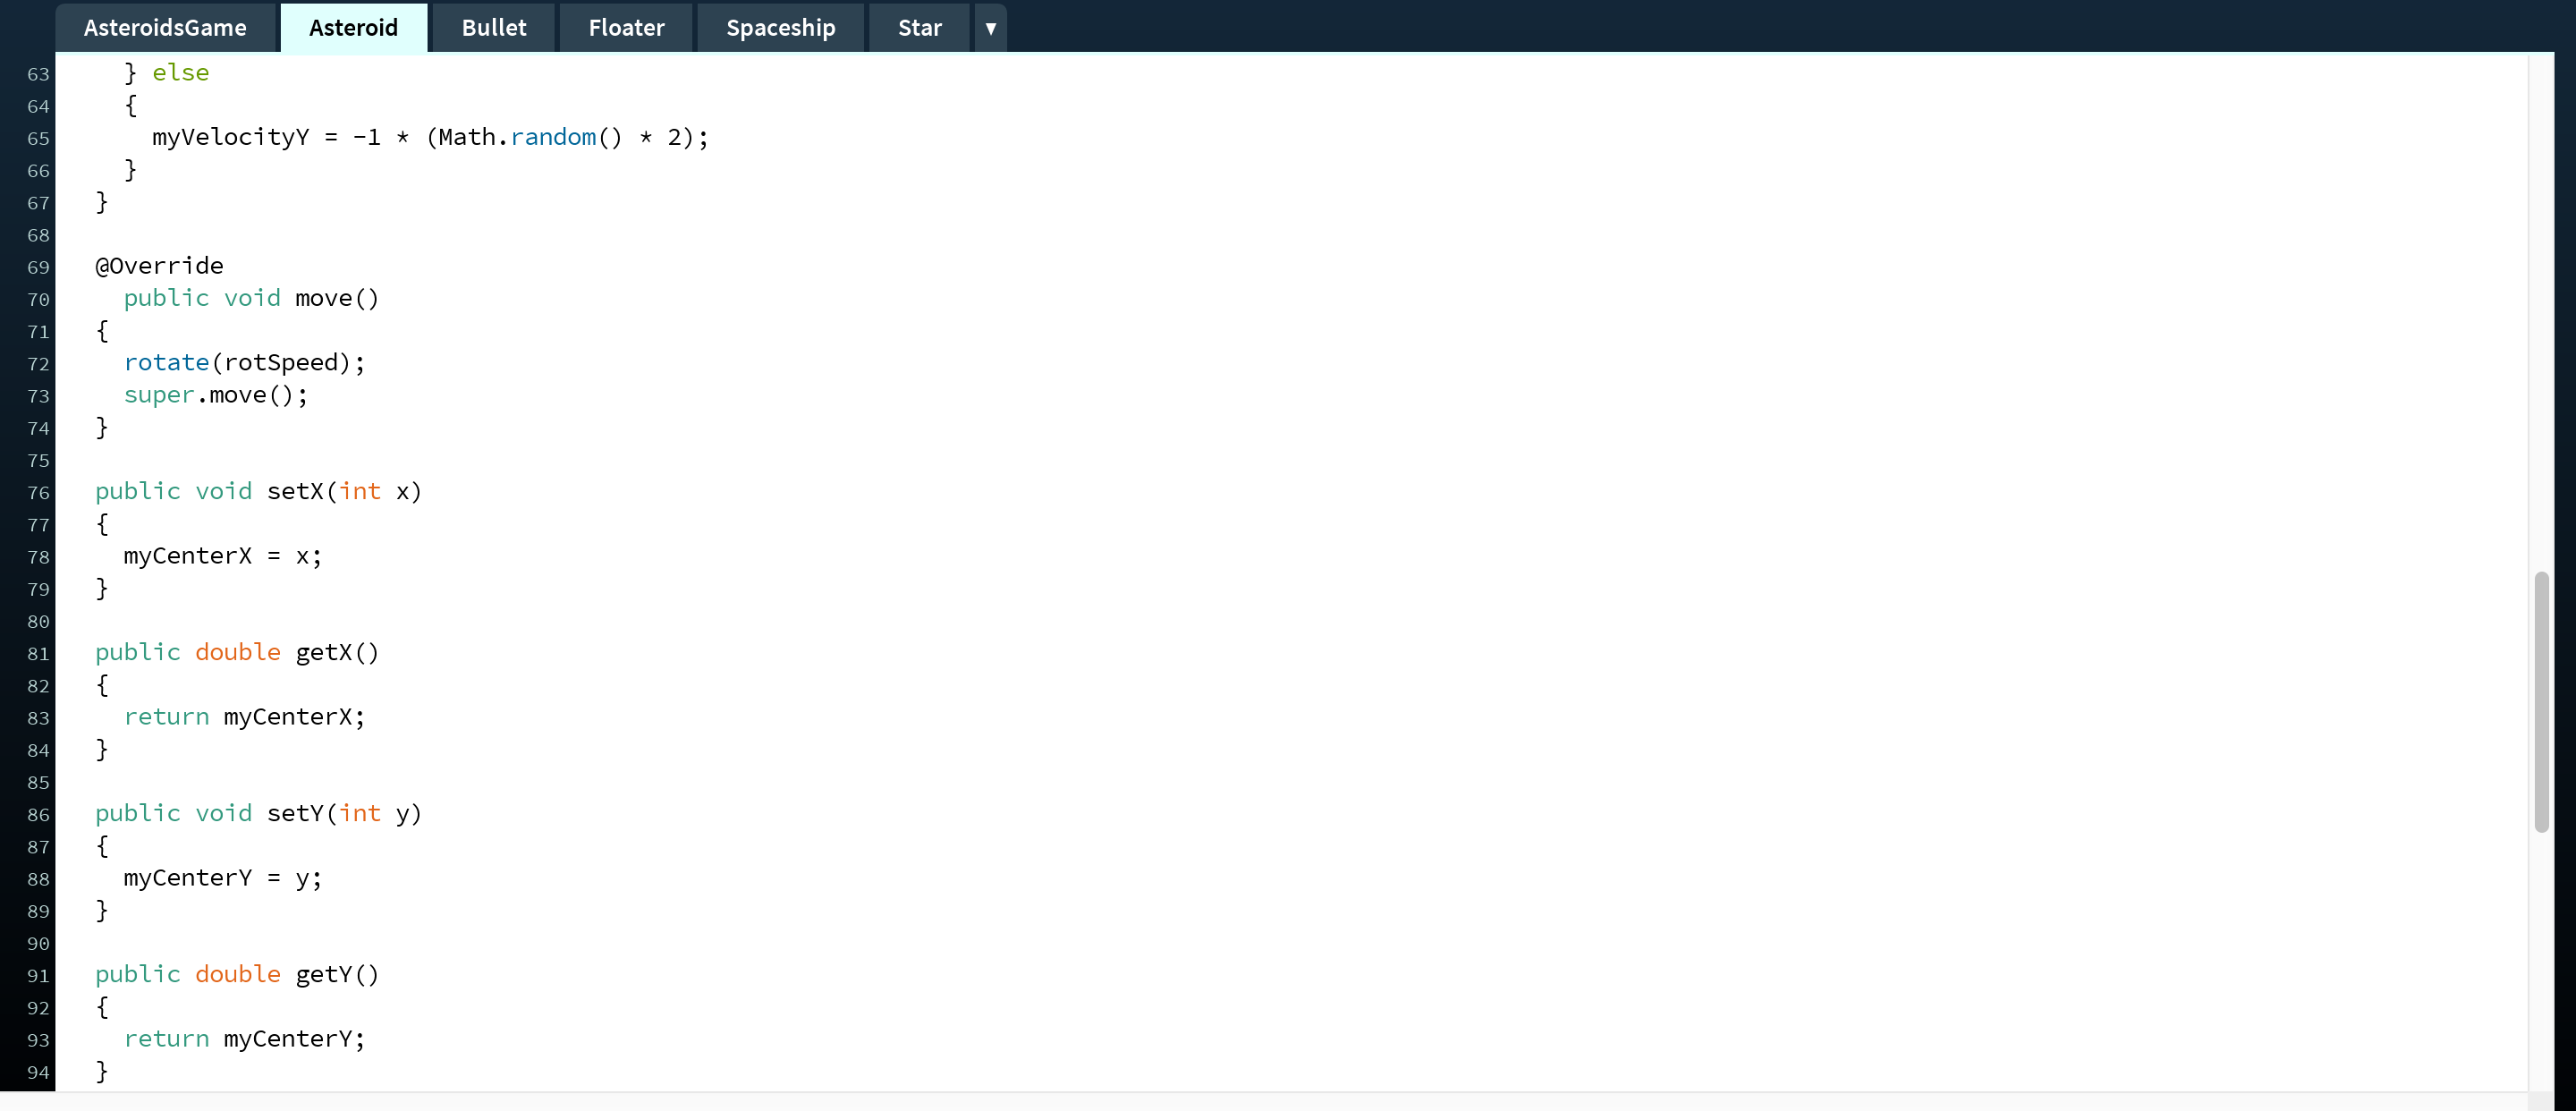 AsteroidsGame Asteroid Bullet Floater Spaceship Star ▼
63     } else
64     {
65       myVelocityY = -1 * (Math.random() * 2);
66     }
67   }
68
69   @Override
70     public void move()
71   {
72     rotate(rotSpeed);
73     super.move();
74   }
75
76   public void setX(int x)
77   {
78     myCenterX = x;
79   }
80
81   public double getX()
82   {
83     return myCenterX;
84   }
85
86   public void setY(int y)
87   {
88     myCenterY = y;
89   }
90
91   public double getY()
92   {
93     return myCenterY;
94   }